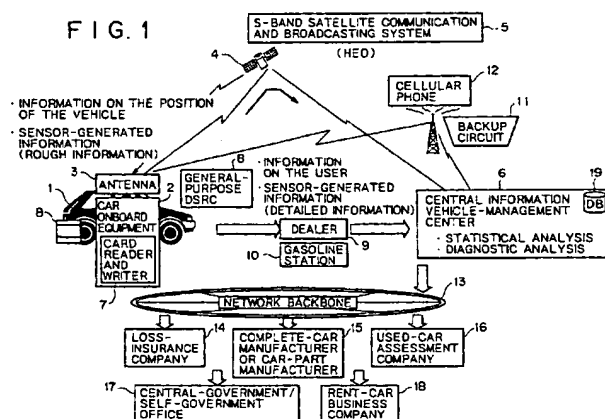 FIG. 1
S-BAND SATELLITE COMMUNICATION
AND BROADCASTING SYSTEM
5
(HEO)
4
12
CELLULAR
PHONE
11
BACKUP
CIRCUIT
· INFORMATION ON THE POSITION
OF THE VEHICLE
· SENSOR-GENERATED
INFORMATION
(ROUGH INFORMATION)
8
GENERAL-
PURPOSE
DSRC
· INFORMATION
ON THE USER
· SENSOR-GENERATED
INFORMATION
(DETAILED INFORMATION)
3
ANTENNA
1
2
CAR
ONBOARD
EQUIPMENT
8
CARD
READER
AND
WRITER
7
DEALER
9
10
GASOLINE
STATION
6
19
DB
CENTRAL INFORMATION
VEHICLE-MANAGEMENT
CENTER
· STATISTICAL ANALYSIS
· DIAGNOSTIC ANALYSIS
13
NETWORK BACKBONE
14
LOSS-
INSURANCE
COMPANY
15
COMPLETE-CAR
MANUFACTURER
OR CAR-PART
MANUFACTURER
16
USED-CAR
ASSESSMENT
COMPANY
17
CENTRAL-GOVERNMENT/
SELF-GOVERNMENT
OFFICE
18
RENT-CAR
BUSINESS
COMPANY